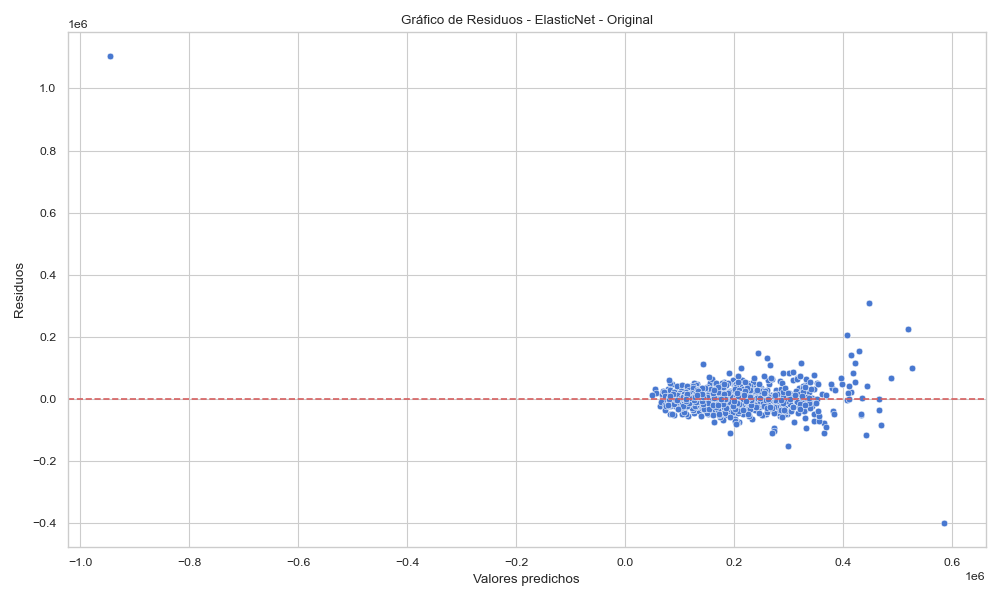 Gráfico de Residuos - ElasticNet - Original
1e6
1.0
0.8
0.6
0.4
0.2
0.0
−0.2
−0.4
Residuos
−1.0 −0.8 −0.6 −0.4 −0.2 0.0 0.2 0.4 0.6
1e6
Valores predichos